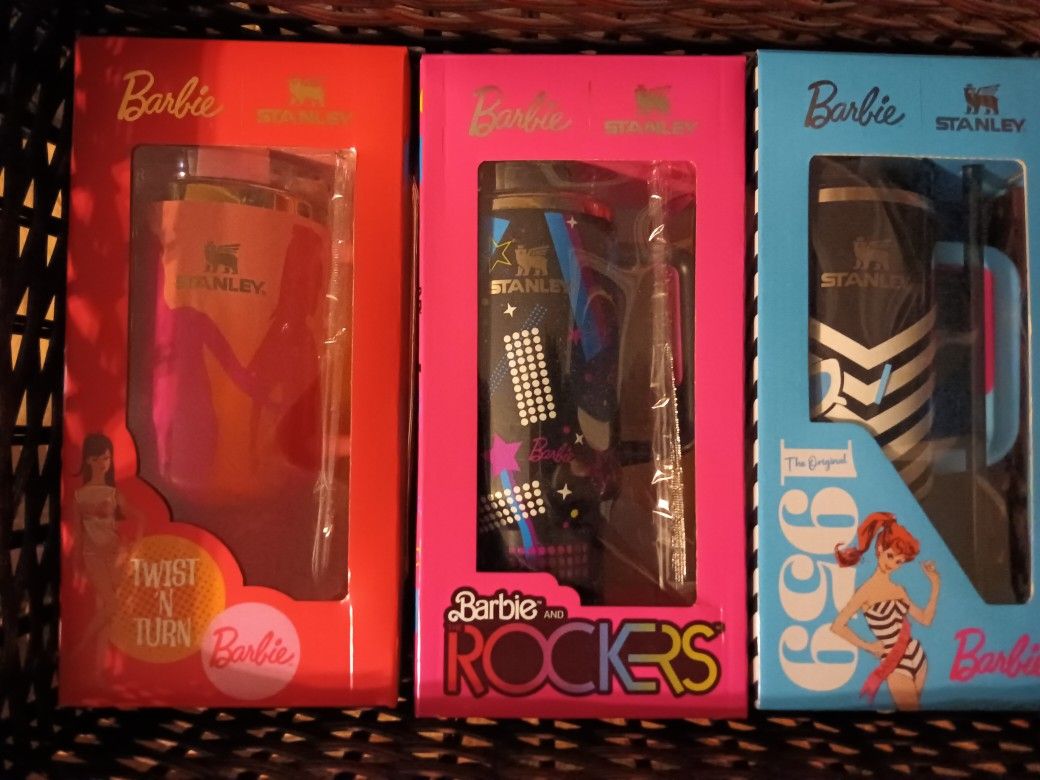 Barbie
STANLEY
STANLEY.
TWIST
'N
TURN
Barbie
Barbie
STANLEY
STANLEY
Barbie
Barbie AND
THE ROCKERS
Barbie
STANLEY
STANLEY
The Original
1959
Barbie